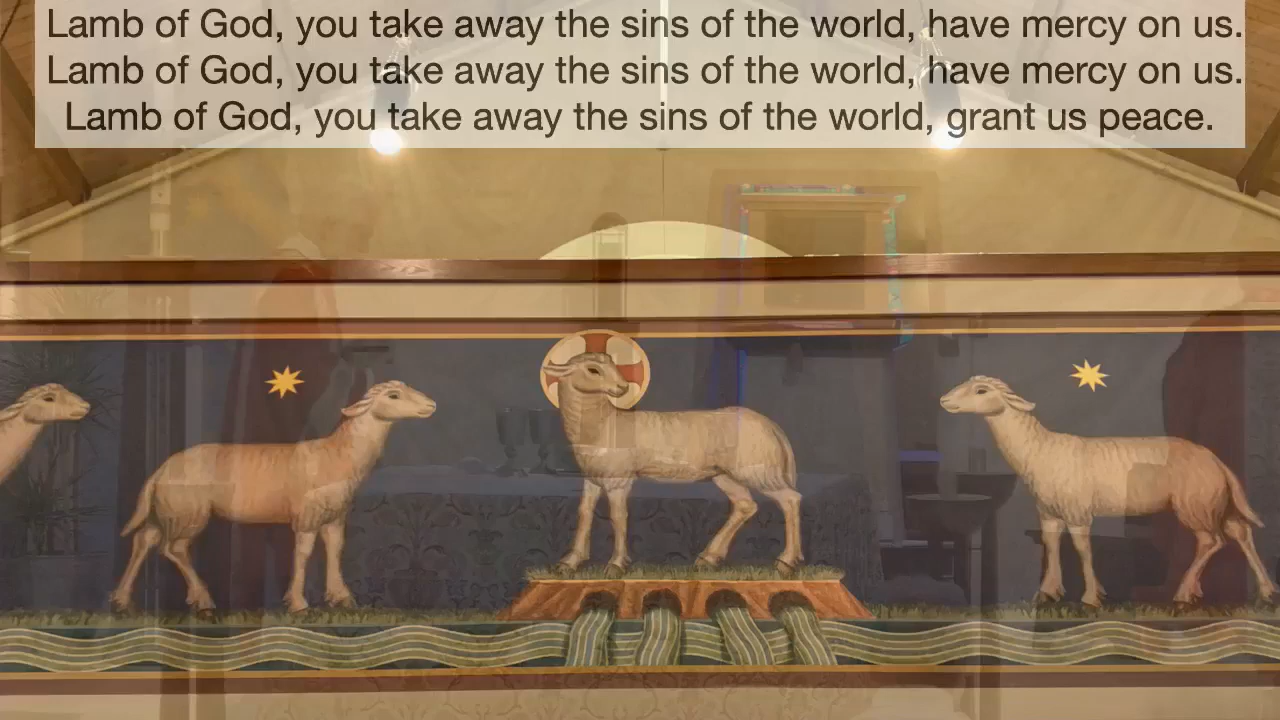 Lamb of God, you take away the sins of the world, have mercy on us.
Lamb of God, you take away the sins of the world, have mercy on us.
Lamb of God, you take away the sins of the world, grant us peace.